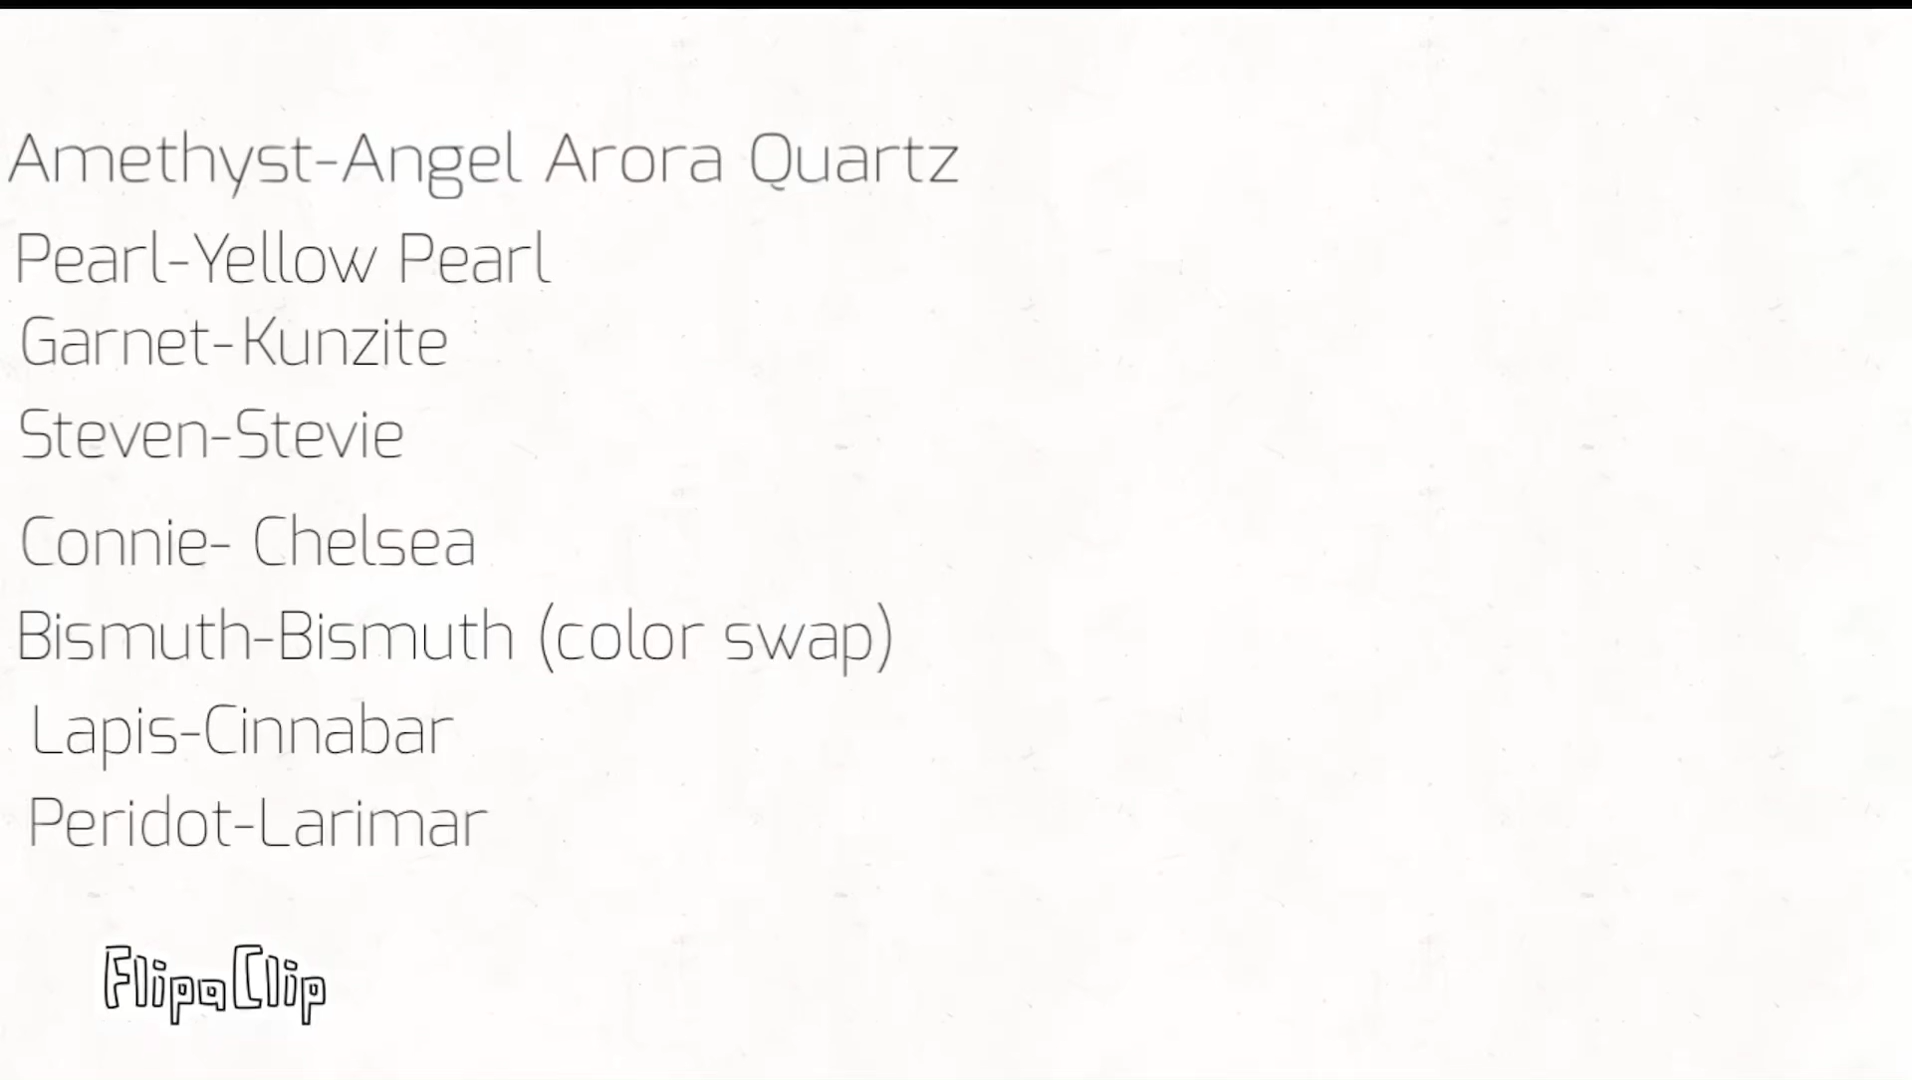 Amethyst-Angel Arora Quartz
Pearl-Yellow Pearl
Garnet-Kunzite
Steven-Stevie
Connie- Chelsea
Bismuth-Bismuth (color swap)
Lapis-Cinnabar
Peridot-Larimar
FlipaClip